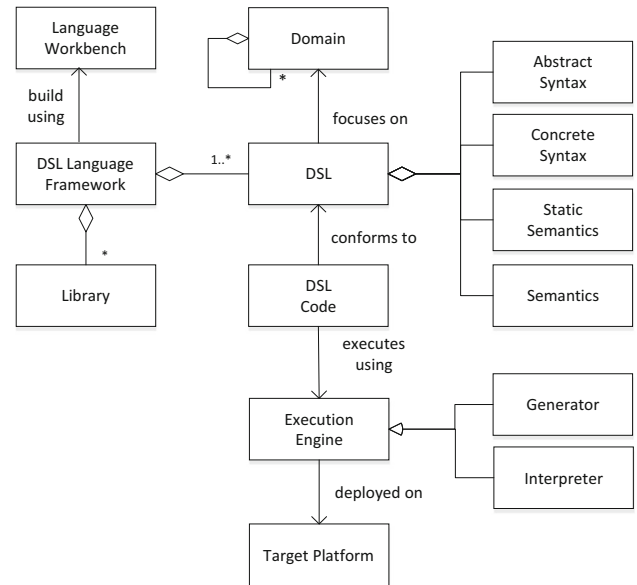 Language
Workbench
Domain
*
Abstract
Syntax
build
using
focuses on
Concrete
Syntax
DSL Language
Framework
1..*
DSL
Static
Semantics
*
conforms to
Library
DSL
Code
Semantics
executes
using
Execution
Engine
Generator
Interpreter
deployed on
Target Platform